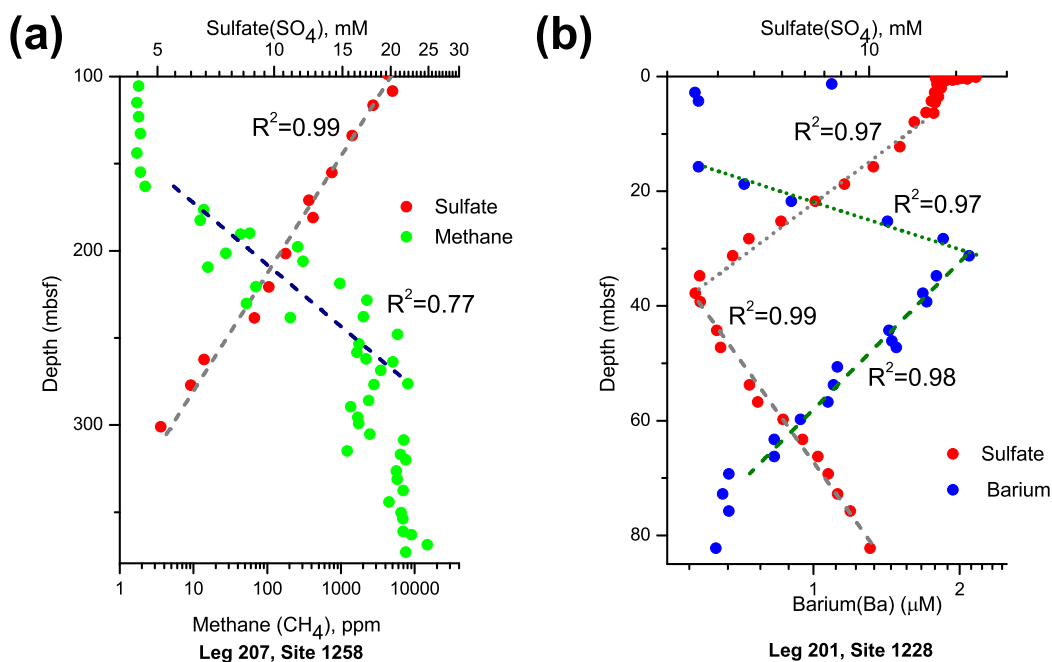 (a)
Sulfate(SO4), mM
5 10 15 20 25 30
100
200
300
Depth (mbsf)
R2=0.99
Sulfate
Methane
R2=0.77
1 10 100 1000 10000
Methane (CH4), ppm
Leg 207, Site 1258
(b)
Sulfate(SO4), mM
10
0
20
40
60
80
Depth (mbsf)
R2=0.97
R2=0.97
R2=0.99
R2=0.98
Sulfate
Barium
1 2
Barium(Ba) (μM)
Leg 201, Site 1228